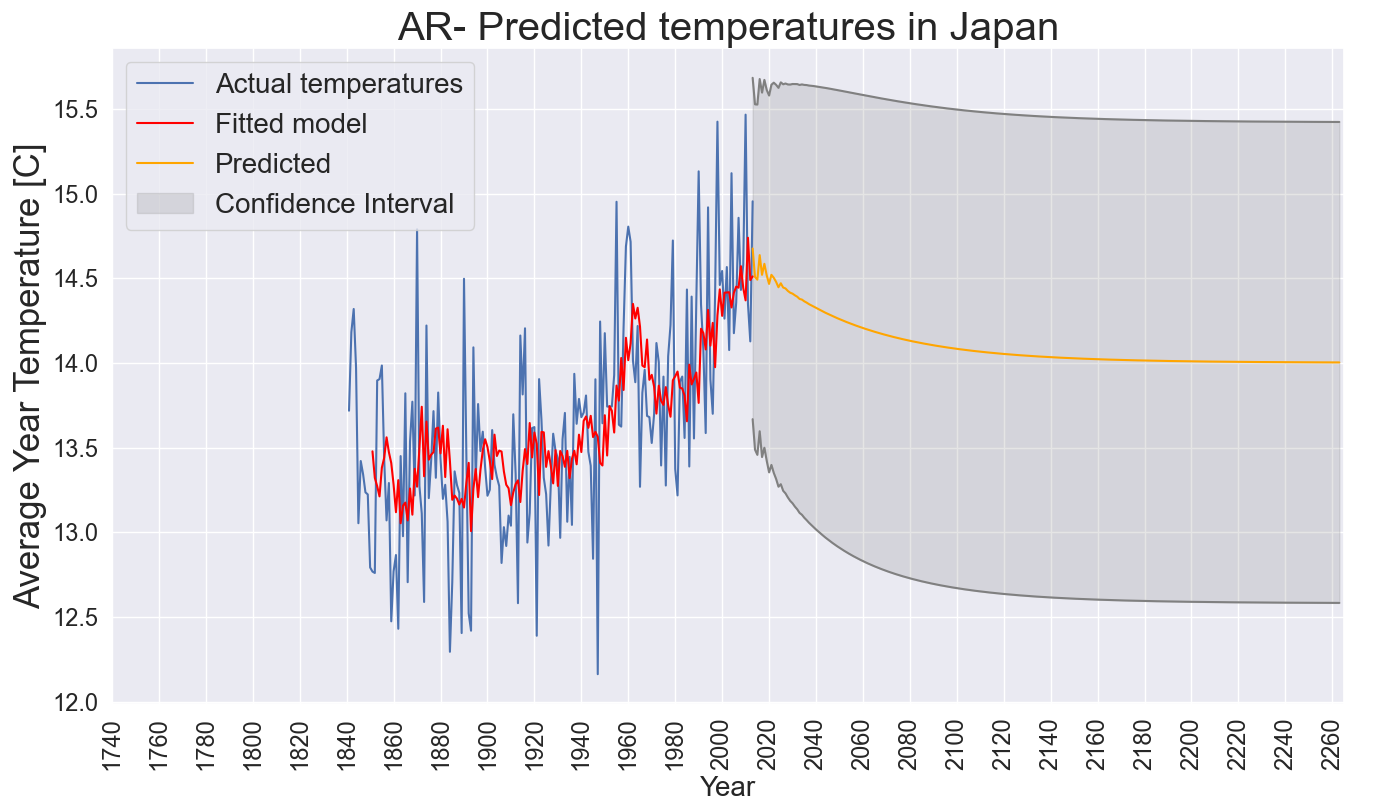 AR- Predicted temperatures in Japan
Actual temperatures
Fitted model
Predicted
Confidence Interval
Average Year Temperature [C]
15.5
15.0
14.5
14.0
13.5
13.0
12.5
12.0
1740 1760 1780 1800 1820 1840 1860 1880 1900 1920 1940 1960 1980 2000 2020 2040 2060 2080 2100 2120 2140 2160 2180 2200 2220 2240 2260
Year